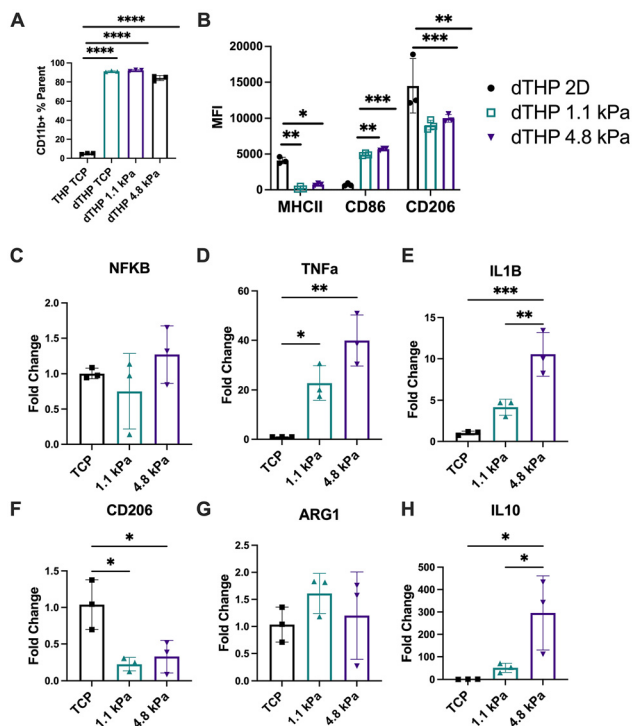 A
****
****
****
CD11b+ % Parent
100
80
60
40
20
0
THP TCP
dTHP TCP
dTHP 1.1 kPa
dTHP 4.8 kPa
B
**
***
***
*
**
**
MFI
20000
15000
10000
5000
0
MHCII CD86 CD206
dTHP 2D
dTHP 1.1 kPa
dTHP 4.8 kPa
C
NFKB
Fold Change
2.0
1.5
1.0
0.5
0.0
TCP
1.1 kPa
4.8 kPa
D
TNFa
**
*
Fold Change
60
40
20
0
TCP
1.1 kPa
4.8 kPa
E
IL1B
***
**
Fold Change
15
10
5
0
TCP
1.1 kPa
4.8 kPa
F
CD206
*
*
Fold Change
1.5
1.0
0.5
0.0
TCP
1.1 kPa
4.8 kPa
G
ARG1
Fold Change
2.5
2.0
1.5
1.0
0.5
0.0
TCP
1.1 kPa
4.8 kPa
H
IL10
*
*
Fold Change
500
400
300
200
100
0
TCP
1.1 kPa
4.8 kPa